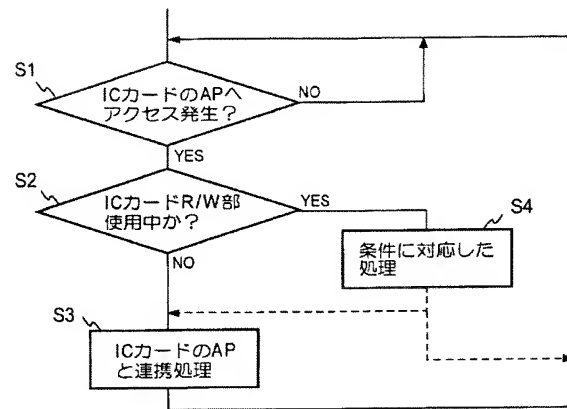 S1
ICカードのAPへ
アクセス発生？
NO
YES
S2
ICカードR/W部
使用中か？
YES
S4
条件に対応した
処理
NO
S3
ICカードのAP
と連携処理